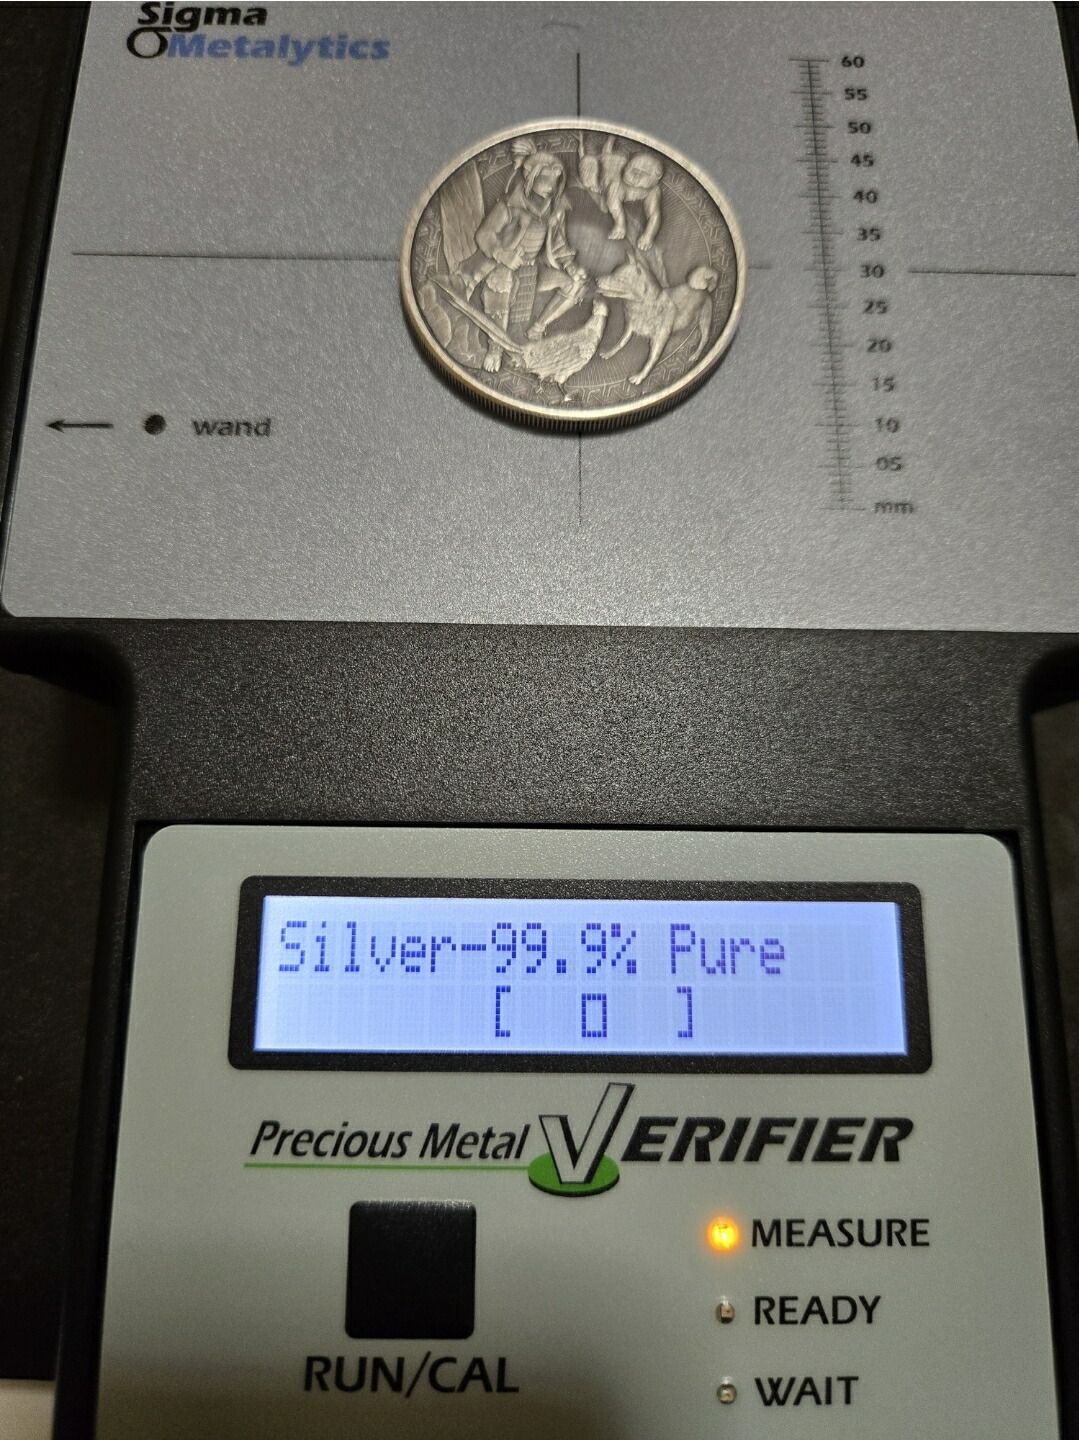 Sigma
Metalytics
60
55
50
45
40
35
30
25
20
15
10
05
mm
wand
Silver-99.9% Pure
[ 0 ]
Precious Metal VERIFIER
MEASURE
READY
RUN/CAL
WAIT